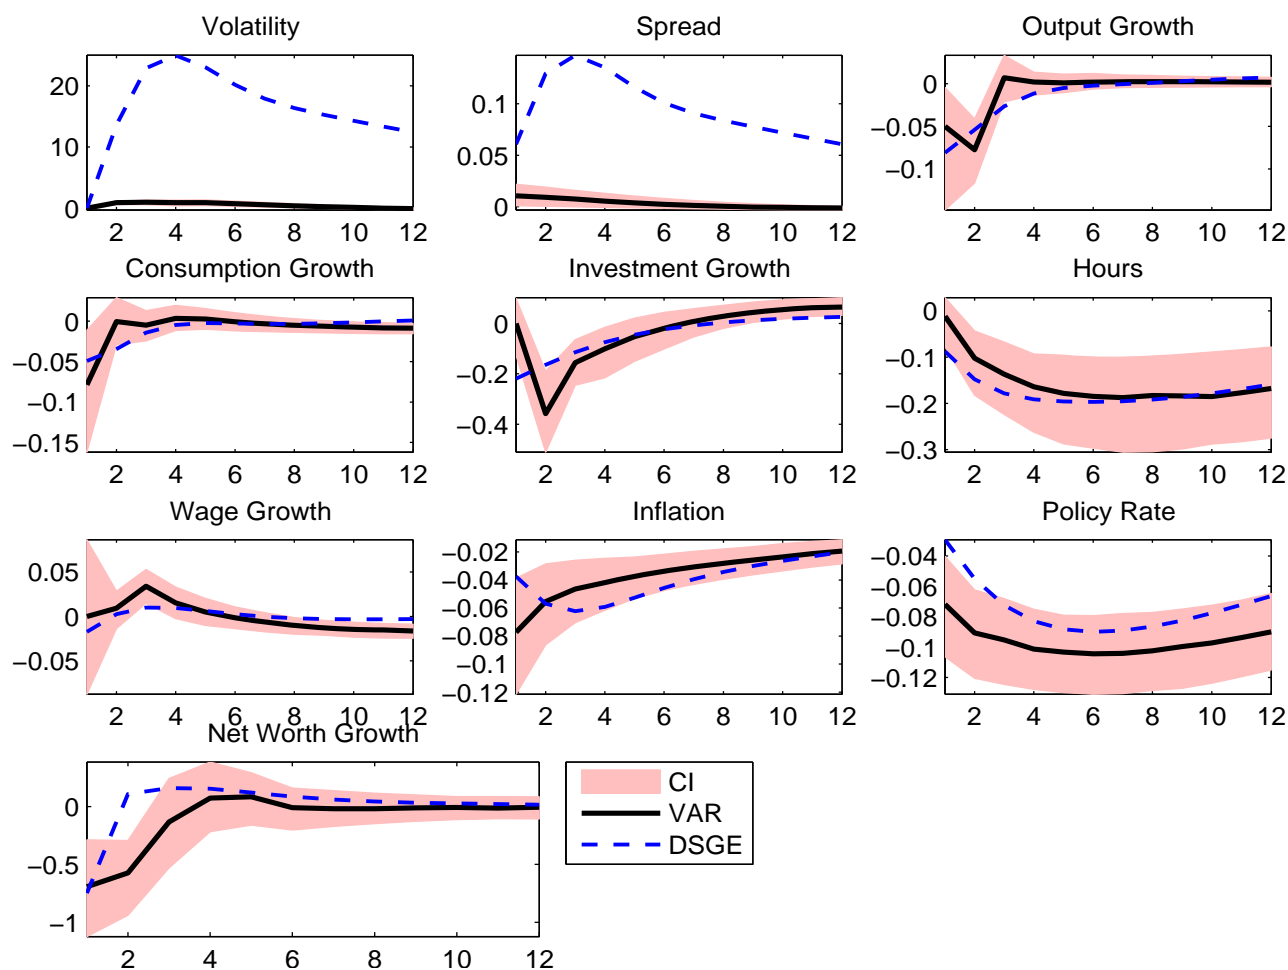 Volatility
Spread
Output Growth
20
10
0
2 4 6 8 10 12
0.1
0.05
0
2 4 6 8 10 12
0
−0.05
−0.1
2 4 6 8 10 12
Consumption Growth
Investment Growth
Hours
0
−0.05
−0.1
−0.15
2 4 6 8 10 12
0
−0.2
−0.4
2 4 6 8 10 12
0
−0.1
−0.2
−0.3
2 4 6 8 10 12
Wage Growth
Inflation
Policy Rate
0.05
0
−0.05
2 4 6 8 10 12
−0.02
−0.04
−0.06
−0.08
−0.1
−0.12
2 4 6 8 10 12
−0.04
−0.06
−0.08
−0.1
−0.12
2 4 6 8 10 12
Net Worth Growth
0
−0.5
−1
2 4 6 8 10 12
CI
VAR
DSGE